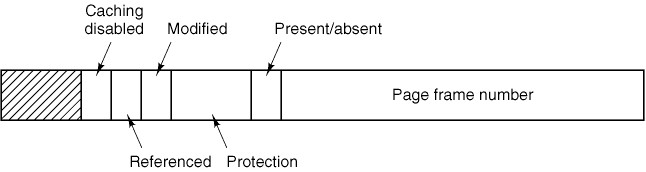 Caching
disabled
Modified
Present/absent
Page frame number
Referenced
Protection